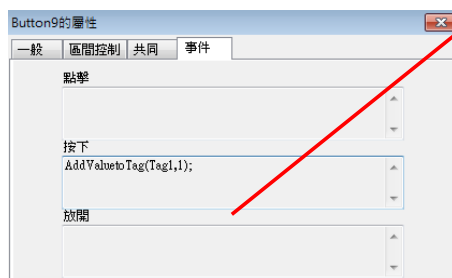 Button9的屬性
一般 區間控制 共同 事件
點擊
按下
AddValuetoTag(Tag1,1);
放開